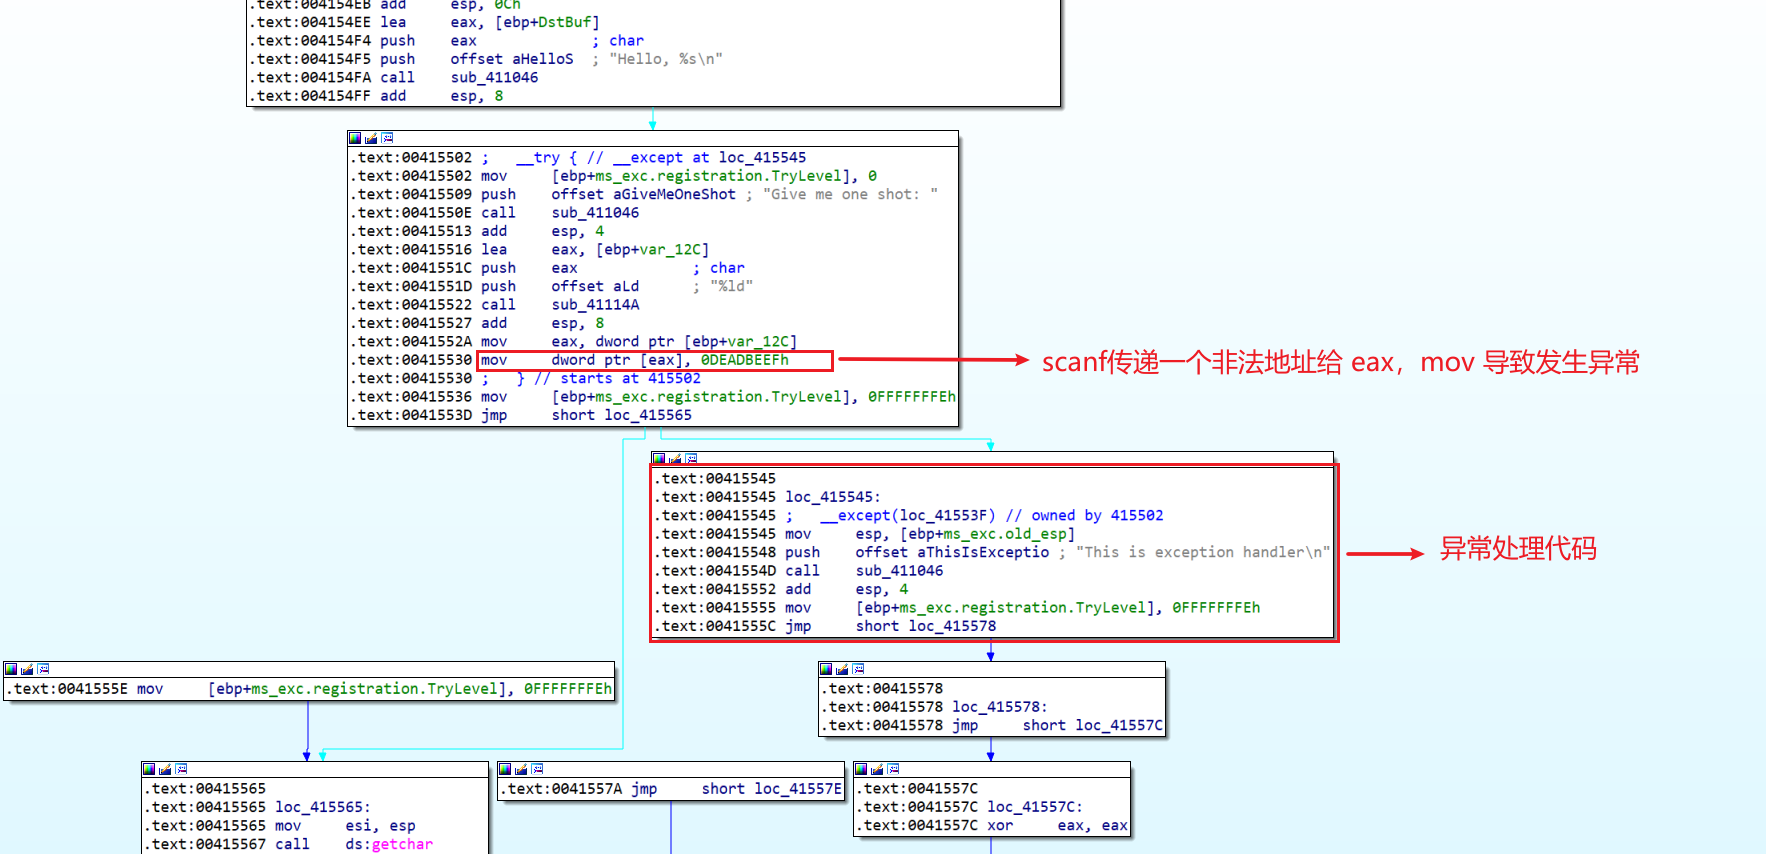 .text:004154EB add     esp, 0Ch
.text:004154EE lea     eax, [ebp+DstBuf]
.text:004154F4 push    eax             ; char
.text:004154F5 push    offset aHelloS  ; "Hello, %s\n"
.text:004154FA call    sub_411046
.text:004154FF add     esp, 8
.text:00415502 ;   __try { // __except at loc_415545
.text:00415502 mov     [ebp+ms_exc.registration.TryLevel], 0
.text:00415509 push    offset aGiveMeOneShot ; "Give me one shot: "
.text:0041550E call    sub_411046
.text:00415513 add     esp, 4
.text:00415516 lea     eax, [ebp+var_12C]
.text:0041551C push    eax             ; char
.text:0041551D push    offset aLd      ; "%ld"
.text:00415522 call    sub_41114A
.text:00415527 add     esp, 8
.text:0041552A mov     eax, dword ptr [ebp+var_12C]
.text:00415530 mov     dword ptr [eax], 0DEADBEEFh
scanf传递一个非法地址给 eax，mov 导致发生异常
.text:00415530 ;   } // starts at 415502
.text:00415536 mov     [ebp+ms_exc.registration.TryLevel], 0FFFFFFFEh
.text:0041553D jmp     short loc_415565
.text:00415545
.text:00415545 loc_415545:
.text:00415545 ;   __except(loc_41553F) // owned by 415502
.text:00415545 mov     esp, [ebp+ms_exc.old_esp]
.text:00415548 push    offset aThisIsExceptio ; "This is exception handler\n"
.text:0041554D call    sub_411046
.text:00415552 add     esp, 4
.text:00415555 mov     [ebp+ms_exc.registration.TryLevel], 0FFFFFFFEh
.text:0041555C jmp     short loc_415578
异常处理代码
.text:0041555E mov     [ebp+ms_exc.registration.TryLevel], 0FFFFFFFEh
.text:00415578
.text:00415578 loc_415578:
.text:00415578 jmp     short loc_41557C
.text:00415565
.text:00415565 loc_415565:
.text:00415565 mov     esi, esp
.text:00415567 call    ds:getchar
.text:0041557A jmp     short loc_41557E
.text:0041557C
.text:0041557C loc_41557C:
.text:0041557C xor     eax, eax